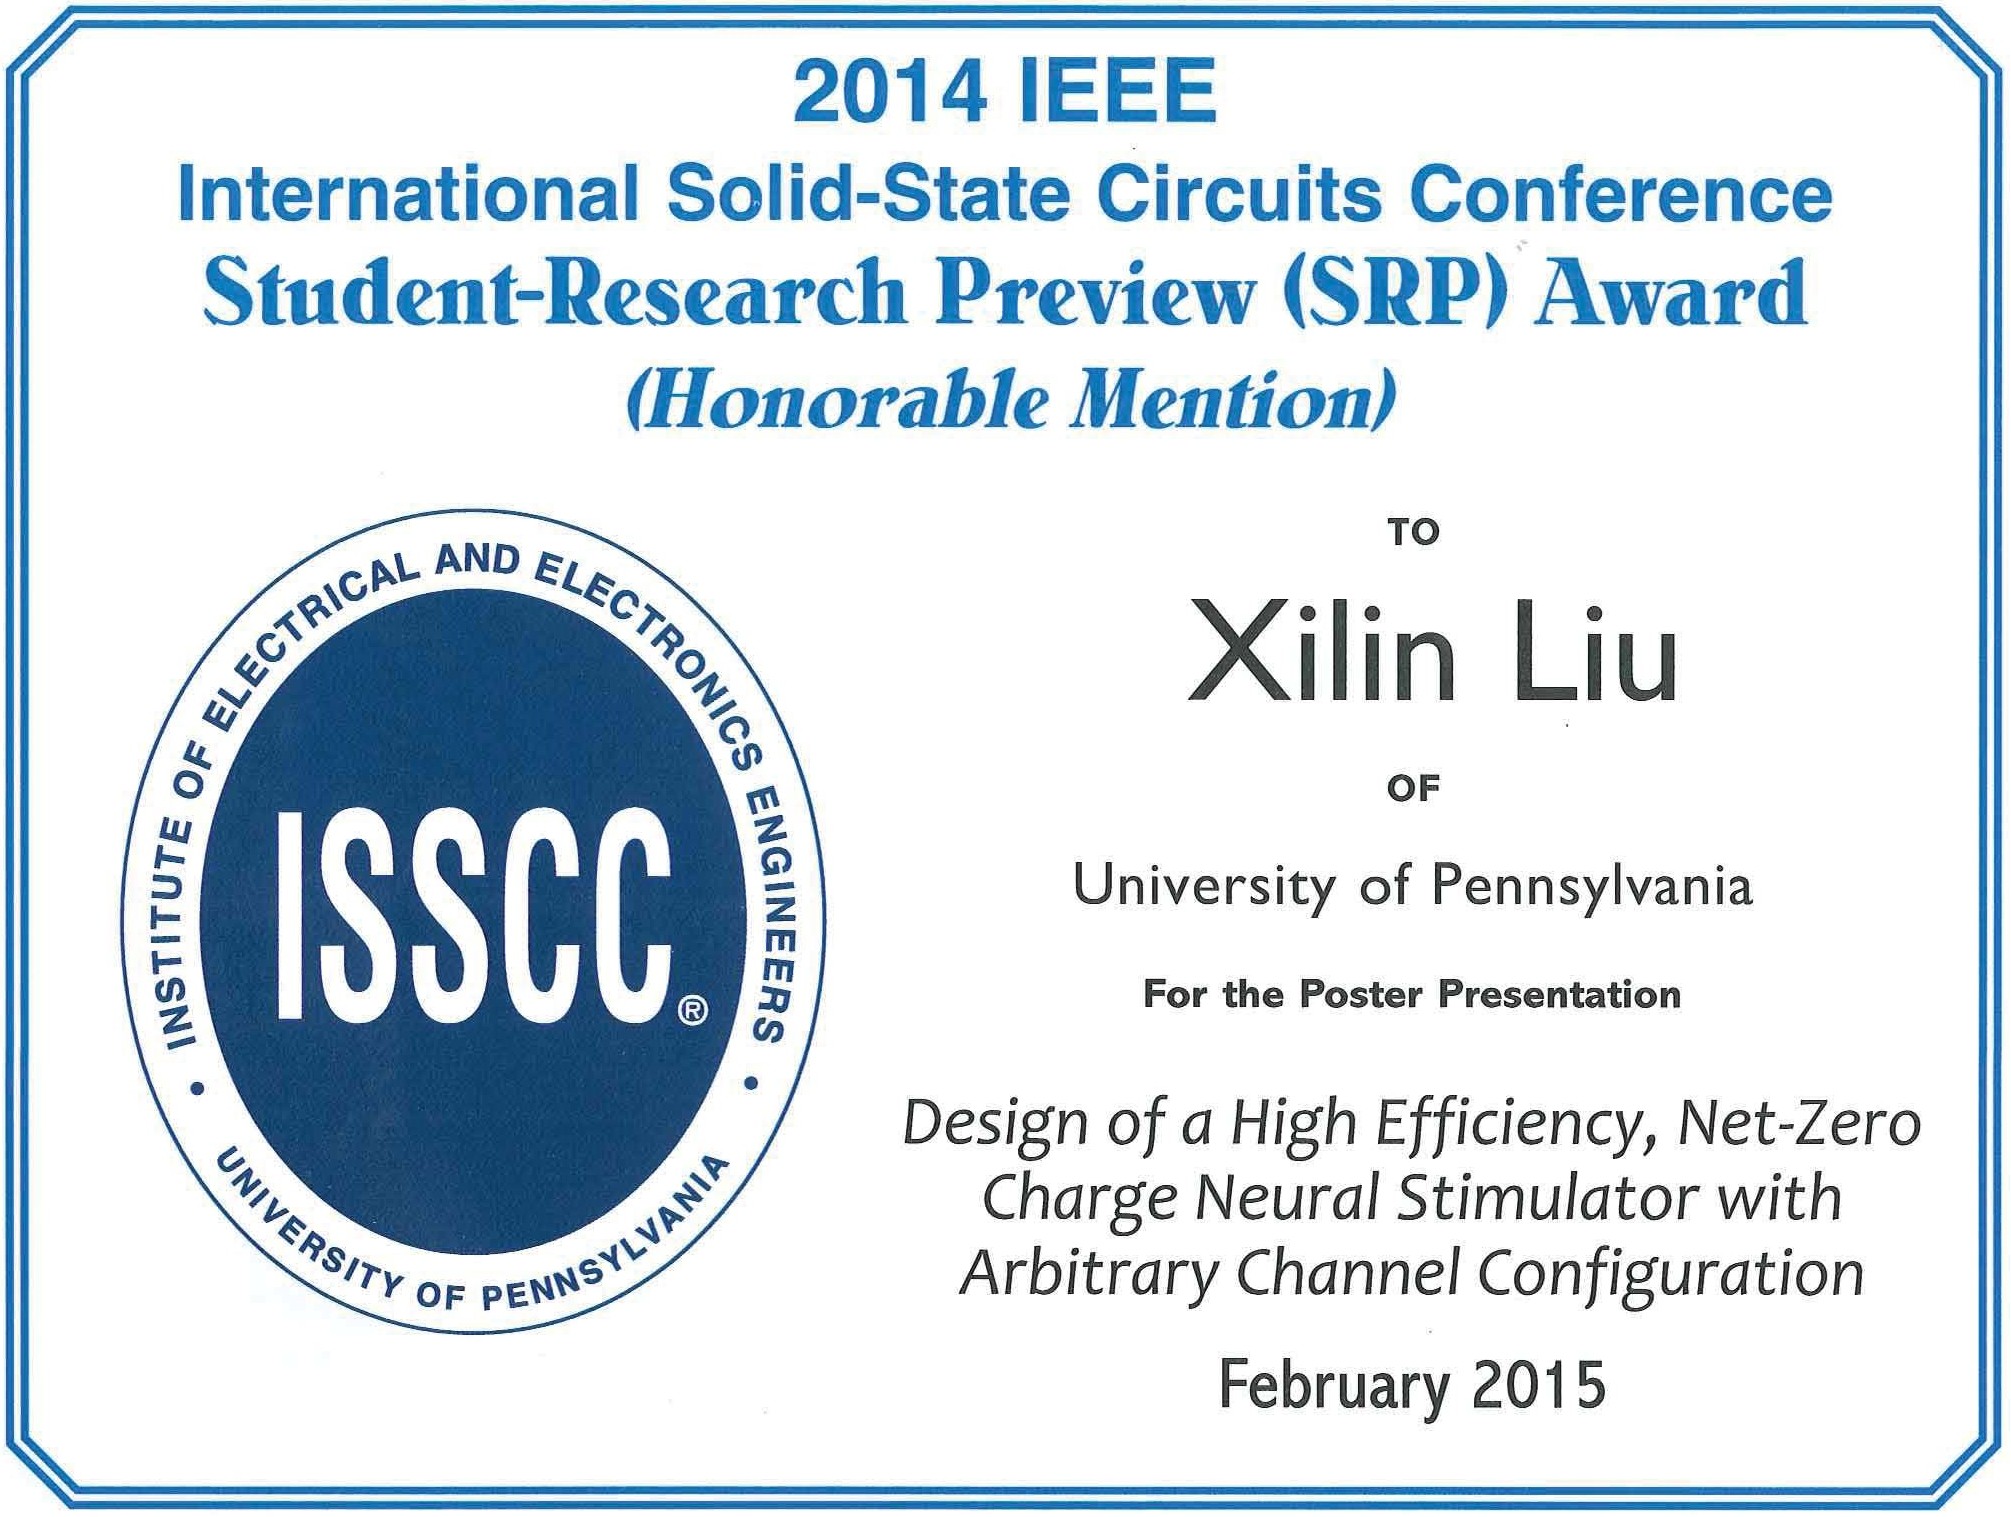 2014 IEEE
International Solid-State Circuits Conference
Student-Research Preview (SRP) Award
(Honorable Mention)
INSTITUTE OF ELECTRICAL AND ELECTRONICS ENGINEERS
ISSCC®
• UNIVERSITY OF PENNSYLVANIA •
TO
Xilin Liu
OF
University of Pennsylvania
For the Poster Presentation
Design of a High Efficiency, Net-Zero
Charge Neural Stimulator with
Arbitrary Channel Configuration
February 2015